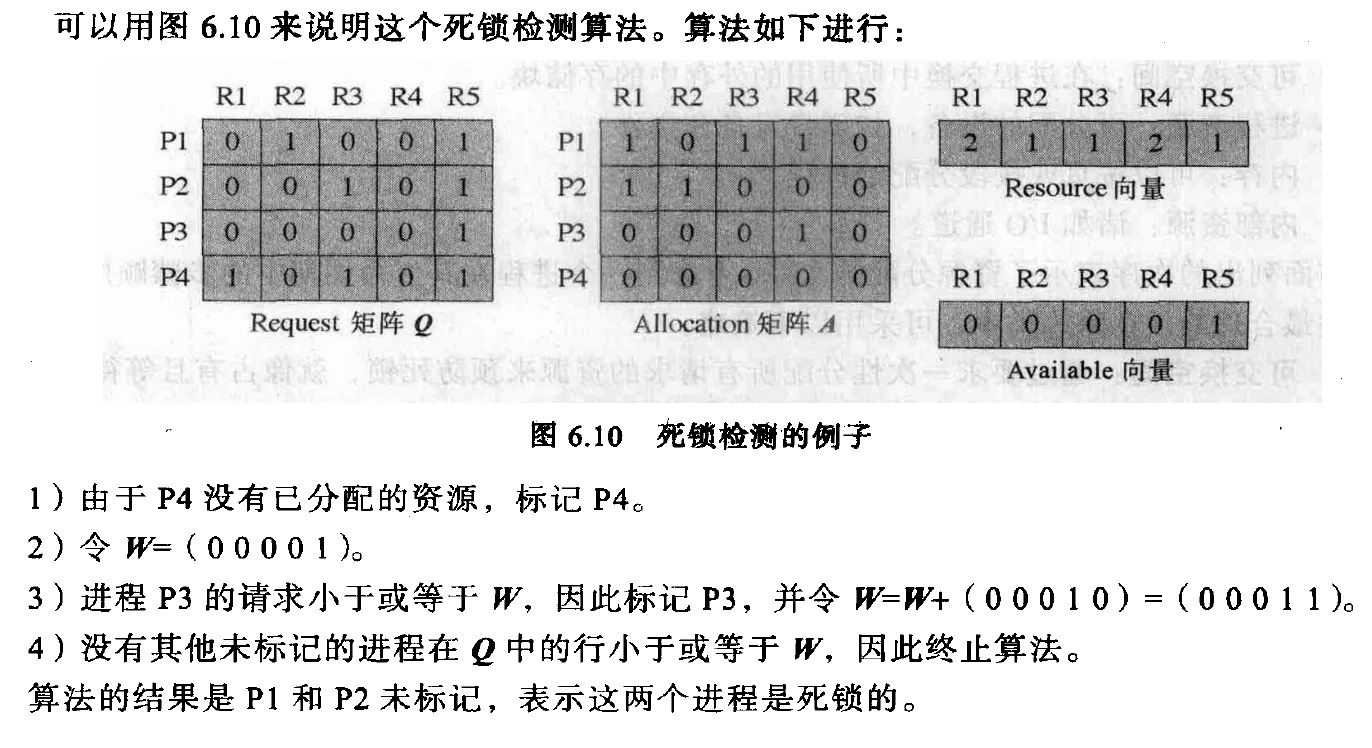 可以用图 6.10 来说明这个死锁检测算法。算法如下进行：
R1 R2 R3 R4 R5 R1 R2 R3 R4 R5 R1 R2 R3 R4 R5
P1 0 1 0 0 1 P1 1 0 1 1 0 2 1 1 2 1
P2 0 0 1 0 1 P2 1 1 0 0 0 Resource 向量
P3 0 0 0 0 1 P3 0 0 0 1 0
P4 1 0 1 0 1 P4 0 0 0 0 0 R1 R2 R3 R4 R5
Request 矩阵 Q Allocation 矩阵 A 0 0 0 0 1
Available 向量
图 6.10 死锁检测的例子
1）由于 P4 没有已分配的资源，标记 P4。
2）令 W=（0 0 0 0 1）。
3）进程 P3 的请求小于或等于 W，因此标记 P3，并令 W=W+（0 0 0 1 0）=（0 0 0 1 1）。
4）没有其他未标记的进程在 Q 中的行小于或等于 W，因此终止算法。
算法的结果是 P1 和 P2 未标记，表示这两个进程是死锁的。